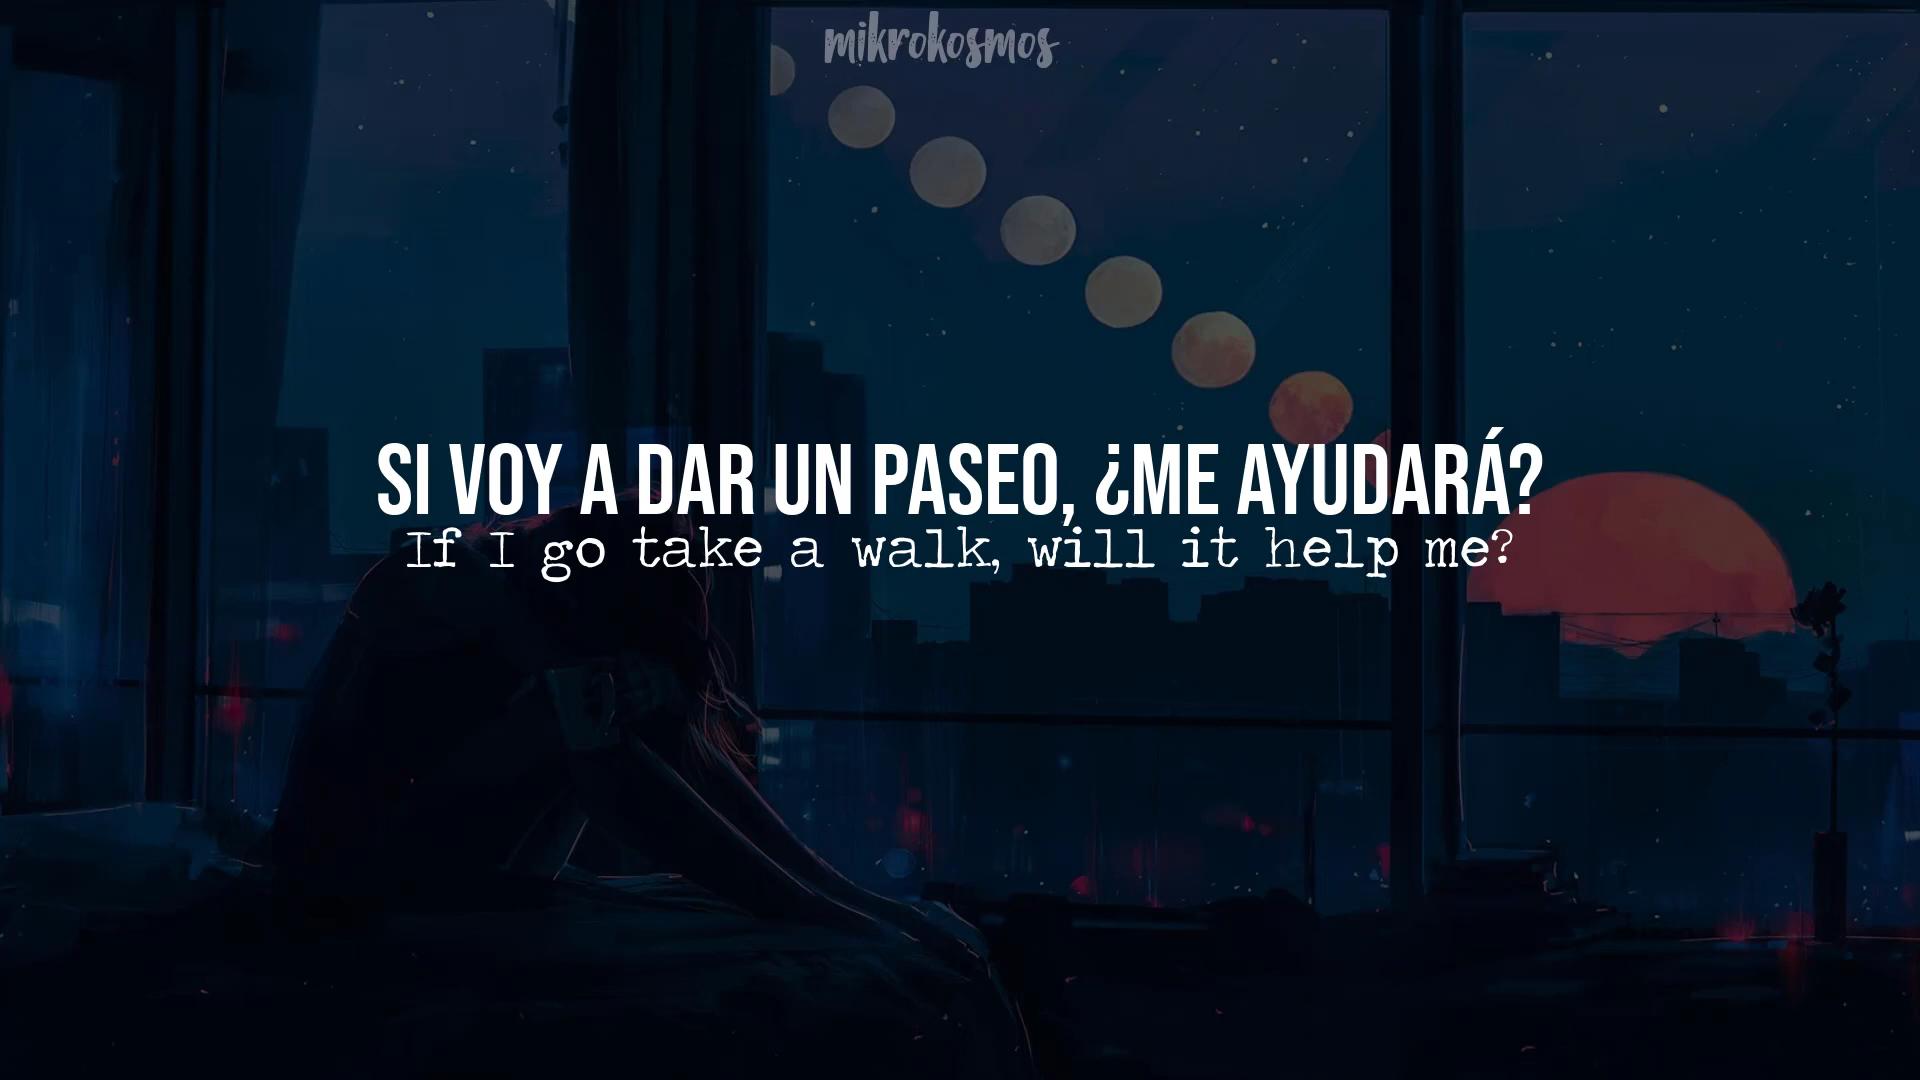 mikrokosmos
SI VOY A DAR UN PASEO, ¿ME AYUDARÁ?
If I go take a walk, will it help me?